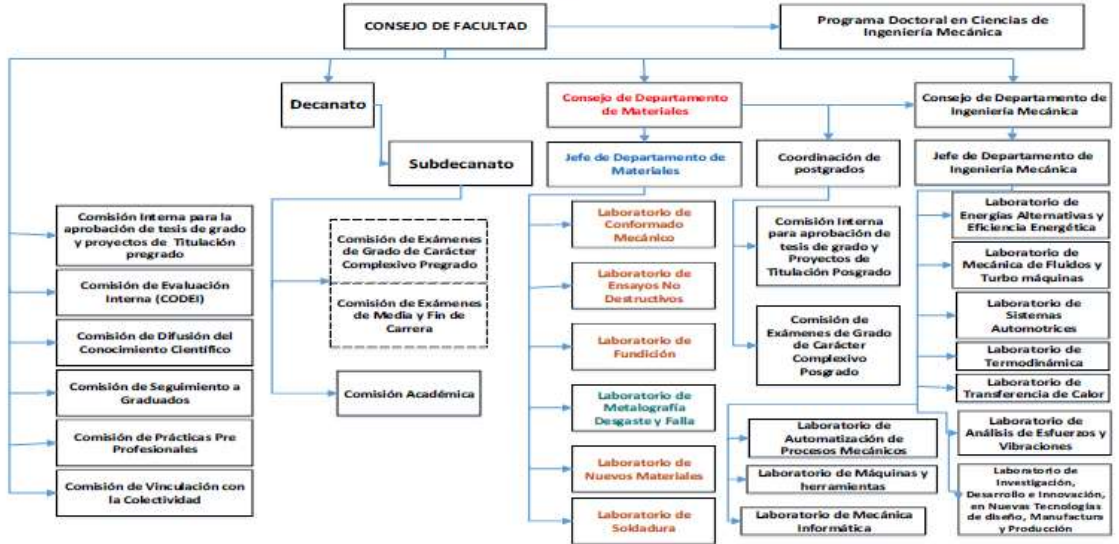 CONSEJO DE FACULTAD
Programa Doctoral en Ciencias de
Ingeniería Mecánica
Decanato
Consejo de Departamento
de Materiales
Consejo de Departamento de
Ingeniería Mecánica
Subdecanato
Jefe de Departamento de
Materiales
Coordinación de
postgrados
Jefe de Departamento de
Ingeniería Mecánica
Comisión Interna para la
aprobación de tesis de grado
y proyectos de Titulación
pregrado
Comisión de Evaluación
Interna (CODEI)
Comisión de Difusión del
Conocimiento Científico
Comisión de Seguimiento a
Graduados
Comisión de Prácticas Pre
Profesionales
Comisión de Vinculación con
la Colectividad
Comisión de Exámenes
de Grado de Carácter
Complexivo Pregrado
Comisión de Exámenes
de Media y Fin de
Carrera
Comisión Académica
Laboratorio de
Conformado
Mecánico
Laboratorio de
Ensayos No
Destructivos
Laboratorio de
Fundición
Laboratorio de
Metalografía
Desgaste y Falla
Laboratorio de
Nuevos Materiales
Laboratorio de
Soldadura
Comisión Interna
para aprobación de
tesis de grado y
Proyectos de
Titulación Posgrado
Comisión de
Exámenes de Grado
de Carácter
Complexivo
Posgrado
Laboratorio de
Energías Alternativas y
Eficiencia Energética
Laboratorio de
Mecánica de Fluidos y
Turbo máquinas
Laboratorio de
Sistemas
Automotrices
Laboratorio de
Termodinámica
Laboratorio de
Transferencia de Calor
Laboratorio de
Análisis de Esfuerzos y
Vibraciones
Laboratorio de
Investigación,
Desarrollo e Innovación,
en Nuevas Tecnologías
de diseño, Manufactura
y Producción
Laboratorio de
Automatización de
Procesos Mecánicos
Laboratorio de Máquinas y
herramientas
Laboratorio de Mecánica
Informática